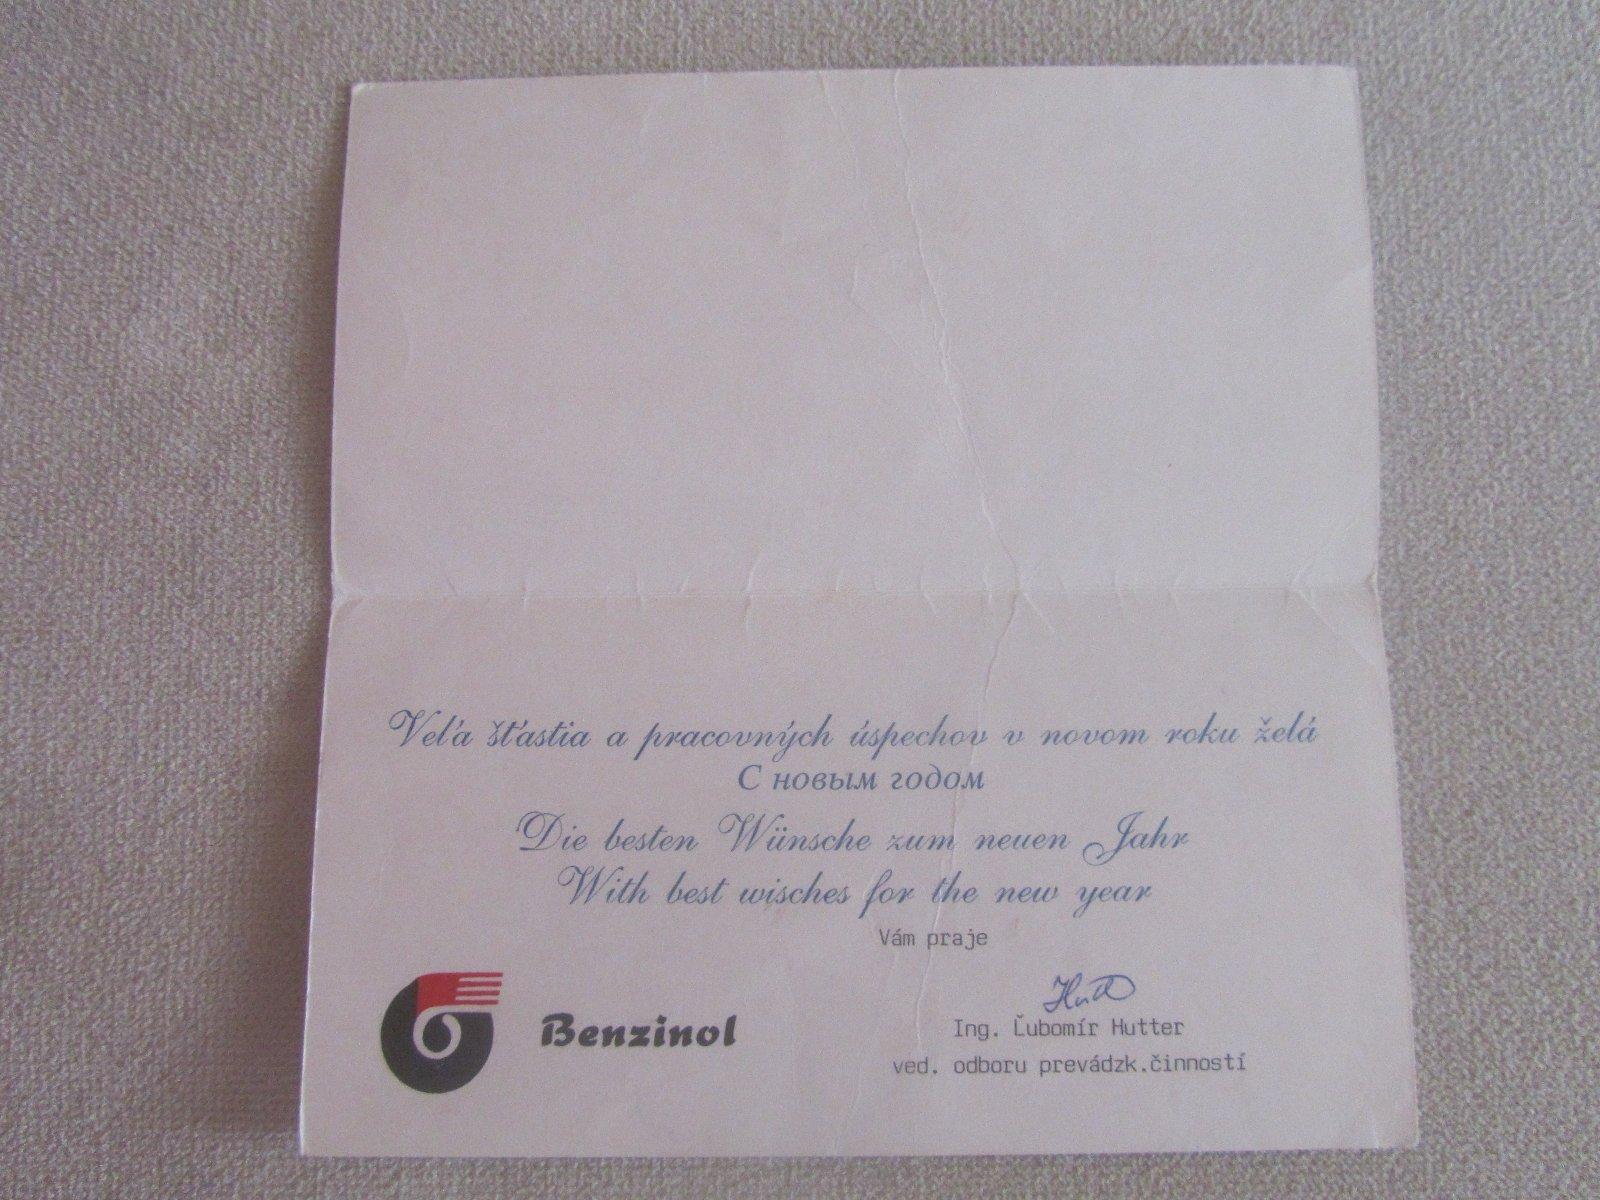 Veľa šťastia a pracovných úspechov v novom roku želá
С новым годом
Die besten Wünsche zum neuen Jahr
With best wisches for the new year
Vám praje
Benzinol
Ing. Ľubomír Hutter
ved. odboru prevádzk.činností